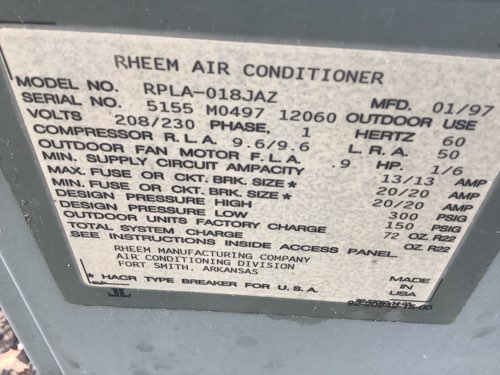 RHEEM AIR CONDITIONER
MODEL NO. RPLA-018JAZ MFD. 01/97
SERIAL NO. 5155 M0497 12060 OUTDOOR USE
VOLTS 208/230 PHASE, 1 HERTZ 60
COMPRESSOR R.L.A. 9.6/9.6 L.R.A. 50
OUTDOOR FAN MOTOR F.L.A. .9 HP. 1/6
MIN. SUPPLY CIRCUIT AMPACITY 13/13 AMP
MAX. FUSE OR CKT. BRK. SIZE* 20/20 AMP
MIN. FUSE OR CKT. BRK. SIZE* 20/20 AMP
DESIGN PRESSURE HIGH 300 PSIG
DESIGN PRESSURE LOW 150 PSIG
OUTDOOR UNITS FACTORY CHARGE 72 OZ. R22
TOTAL SYSTEM CHARGE OZ. R22
SEE INSTRUCTIONS INSIDE ACCESS PANEL.
RHEEM MANUFACTURING COMPANY
AIR CONDITIONING DIVISION
FORT SMITH, ARKANSAS
MADE IN USA
* HACR TYPE BREAKER FOR U.S.A.